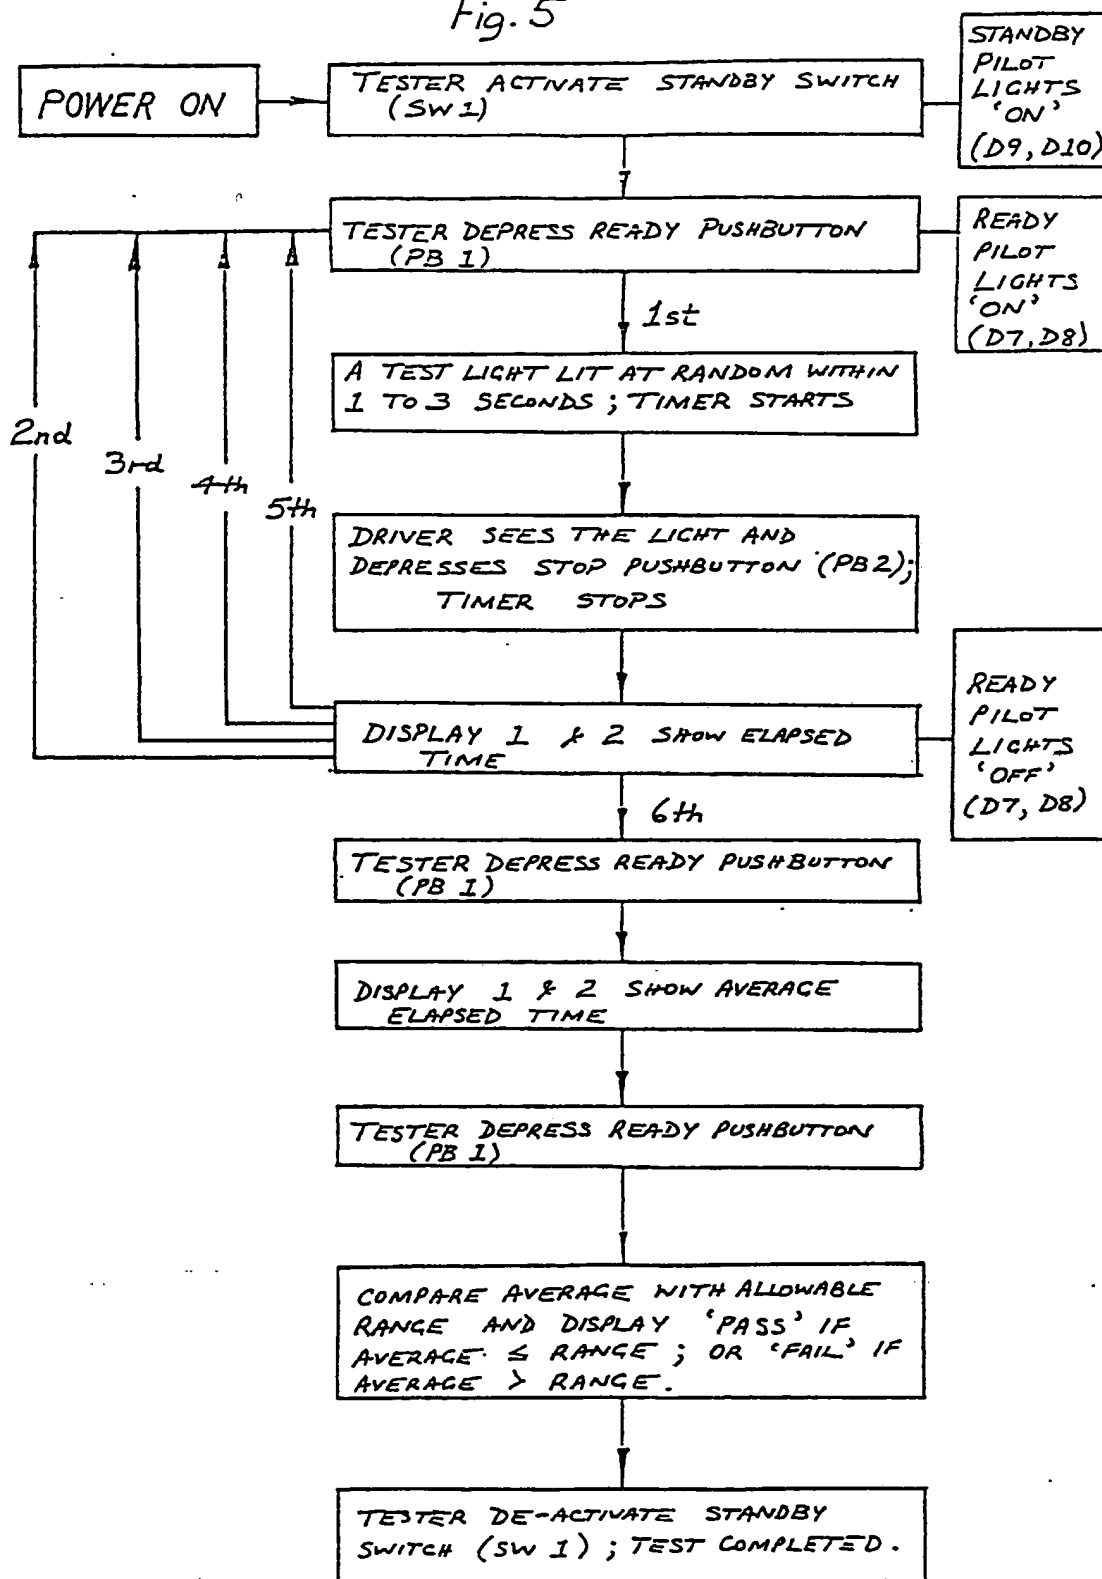 Fig. 5
POWER ON
TESTER ACTIVATE STANDBY SWITCH
(SW1)
STANDBY
PILOT
LIGHTS
'ON'
(D9, D10)
TESTER DEPRESS READY PUSHBUTTON
(PB 1)
READY
PILOT
LIGHTS
'ON'
(D7, D8)
1st
A TEST LIGHT LIT AT RANDOM WITHIN
1 TO 3 SECONDS ; TIMER STARTS
2nd
3rd
4th
5th
DRIVER SEES THE LIGHT AND
DEPRESSES STOP PUSHBUTTON (PB2);
TIMER STOPS
DISPLAY 1 & 2 SHOW ELAPSED
TIME
READY
PILOT
LIGHTS
'OFF'
(D7, D8)
6th
TESTER DEPRESS READY PUSHBUTTON
(PB 1)
DISPLAY 1 & 2 SHOW AVERAGE
ELAPSED TIME
TESTER DEPRESS READY PUSHBUTTON
(PB 1)
COMPARE AVERAGE WITH ALLOWABLE
RANGE AND DISPLAY 'PASS' IF
AVERAGE ≤ RANGE ; OR 'FAIL' IF
AVERAGE > RANGE.
TESTER DE-ACTIVATE STANDBY
SWITCH (SW 1) ; TEST COMPLETED.